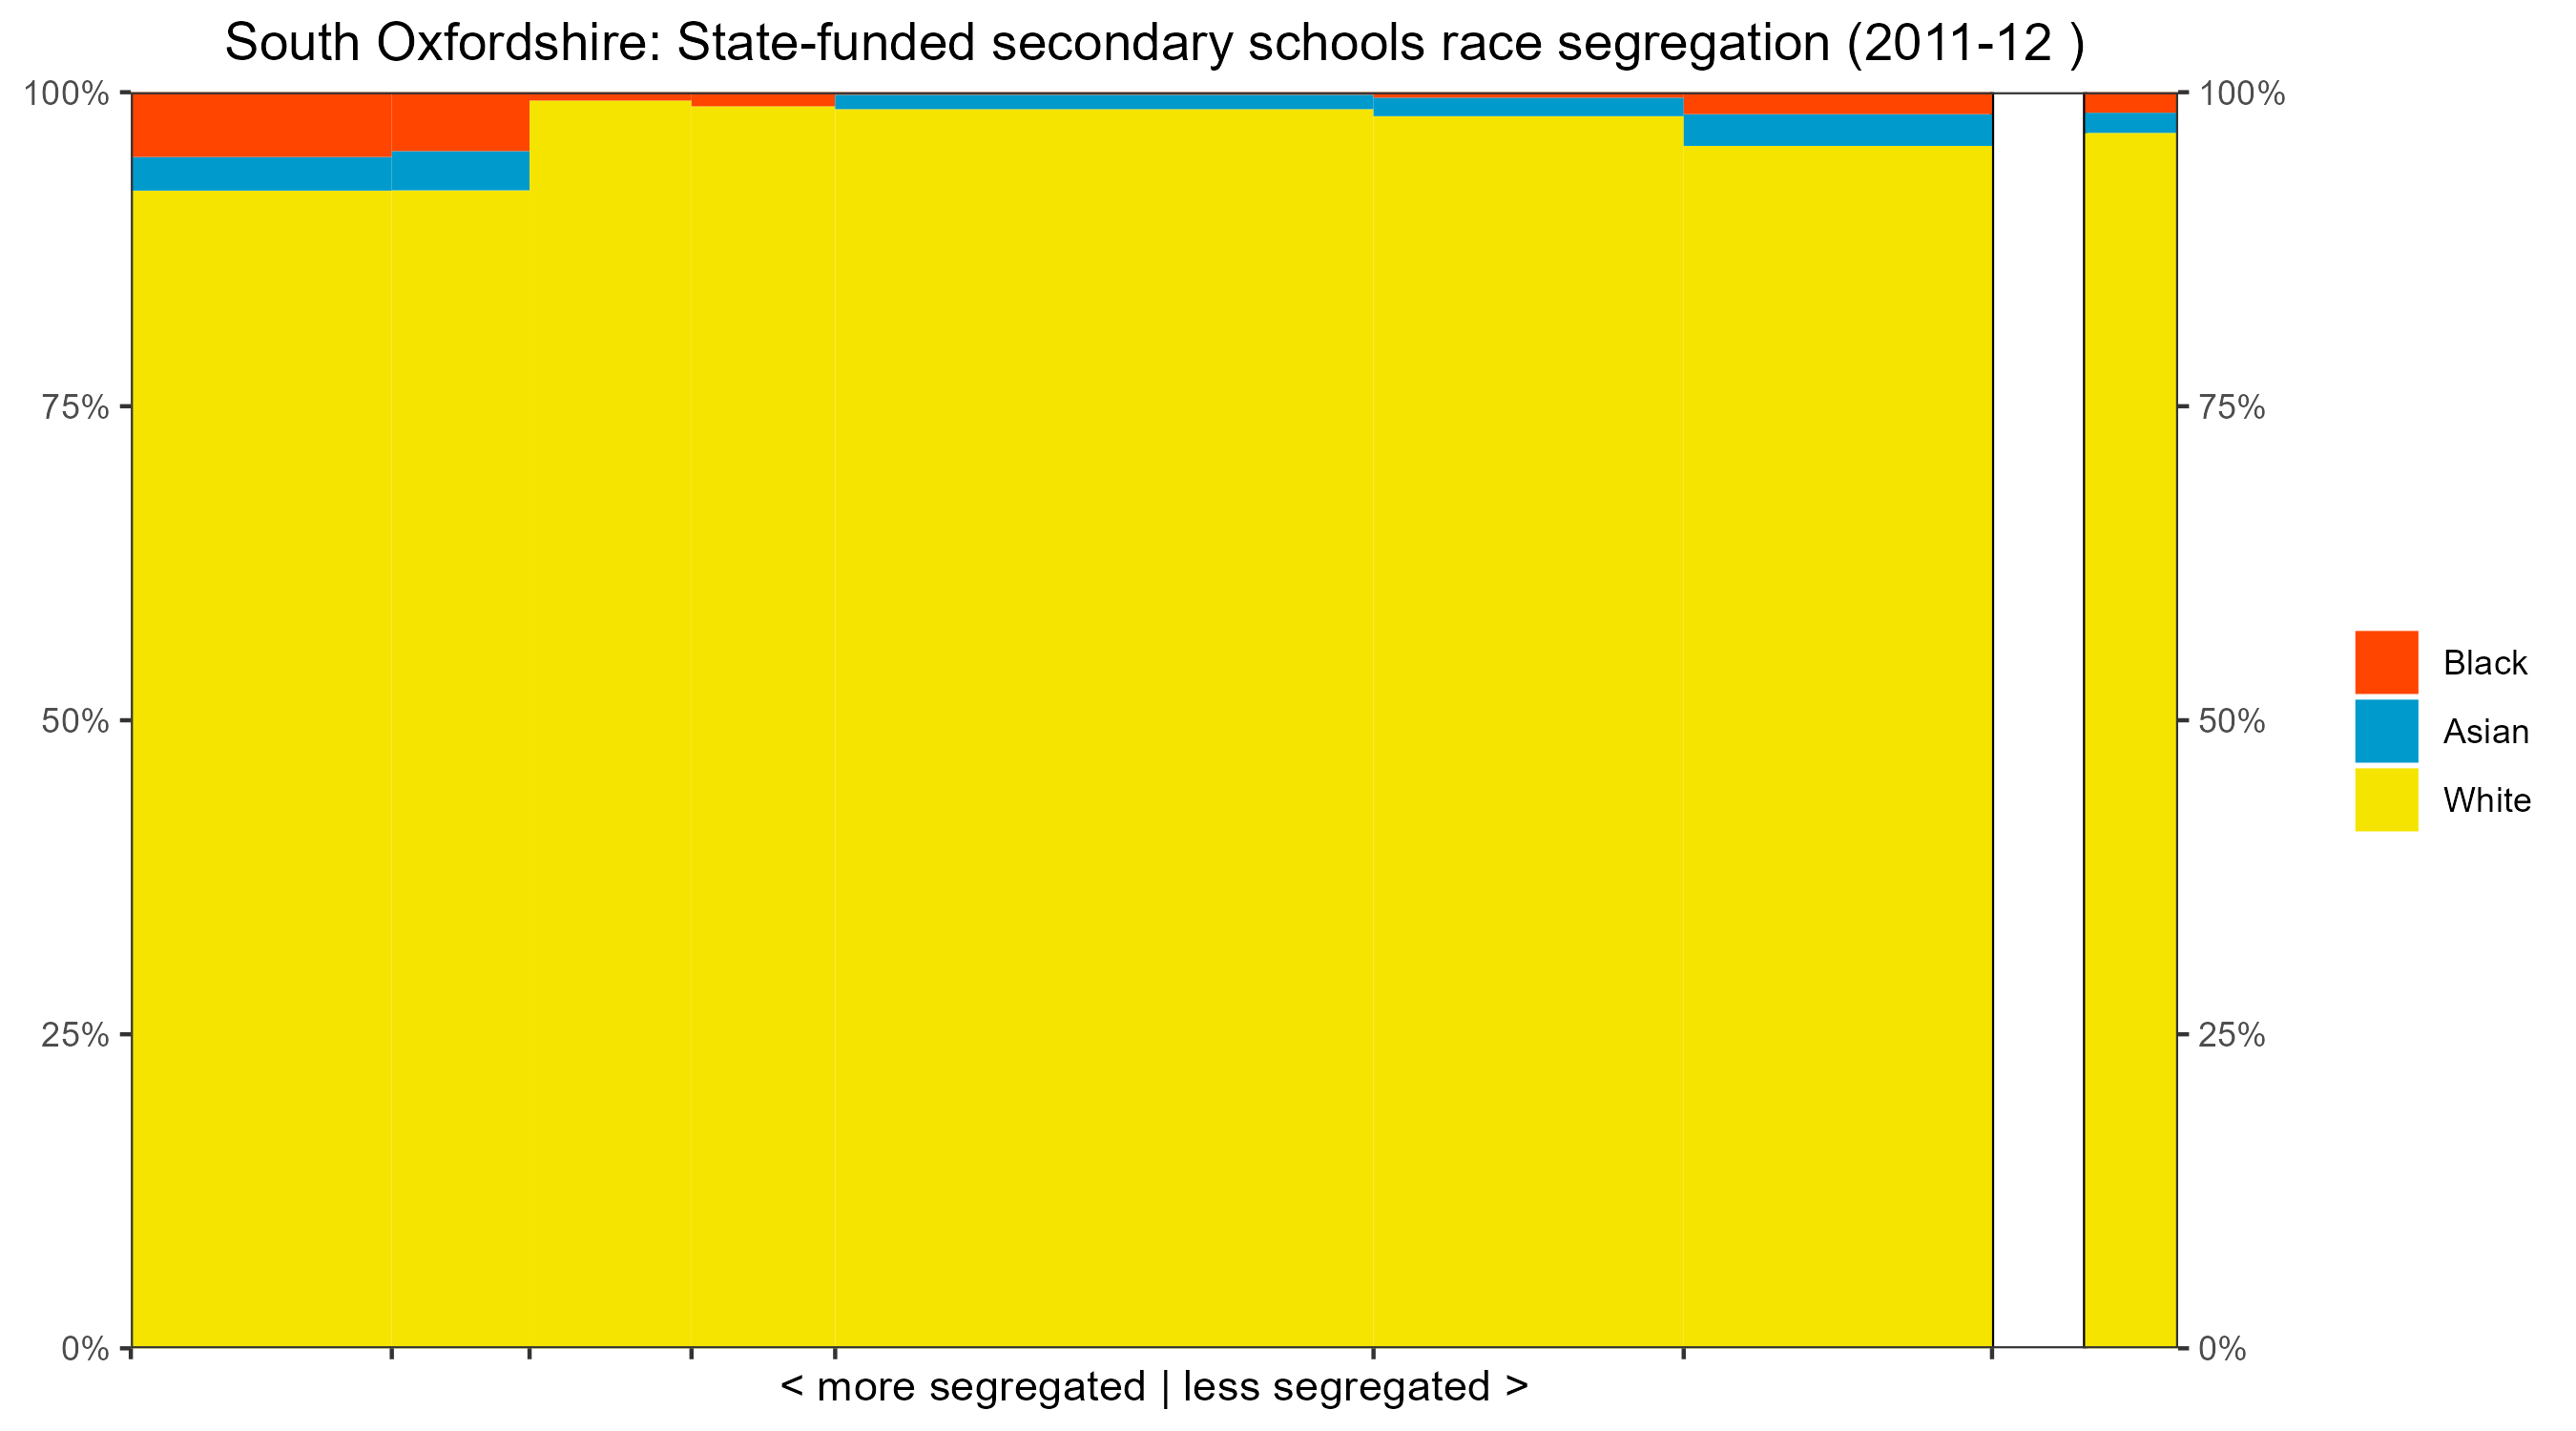 South Oxfordshire: State-funded secondary schools race segregation (2011-12 )
100%
75%
50%
25%
0%
100%
75%
50%
25%
0%
Black
Asian
White
< more segregated | less segregated >